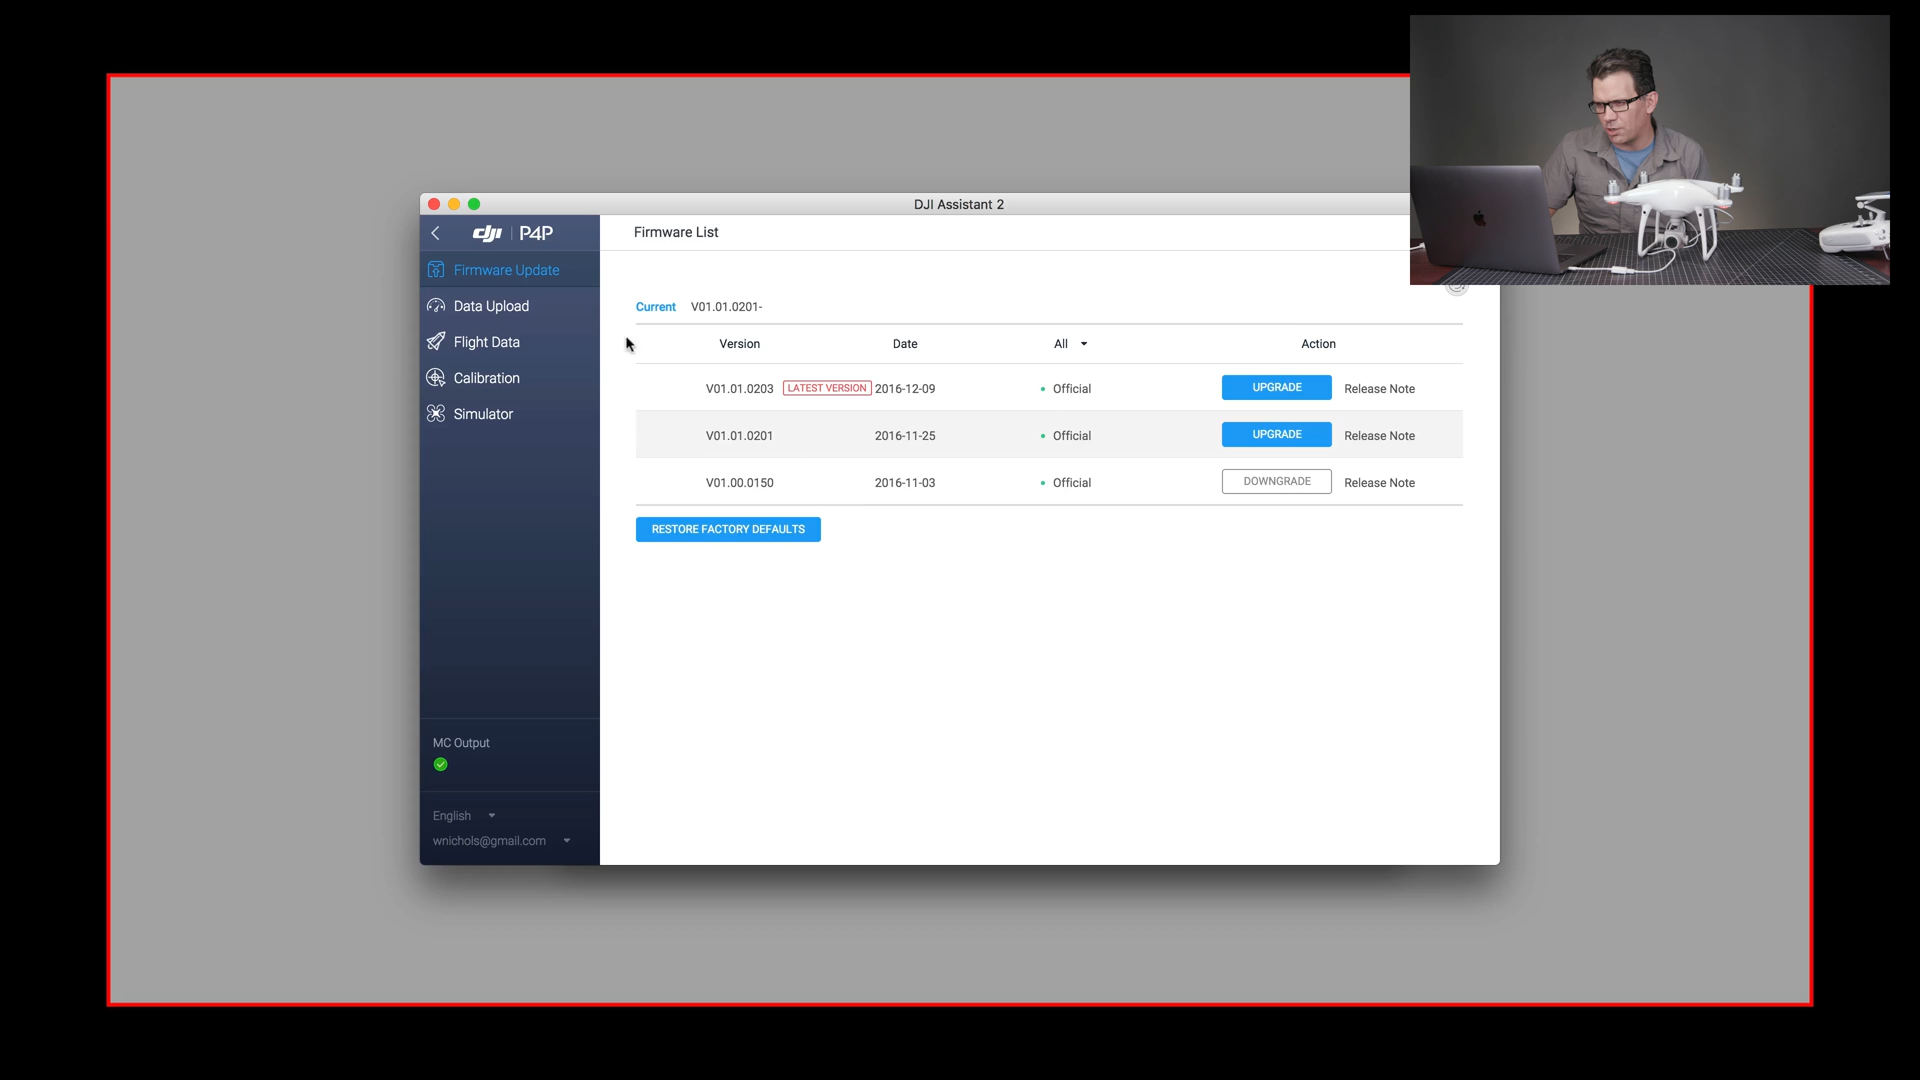 DJI Assistant 2
dji P4P
Firmware List
Firmware Update
Data Upload
Flight Data
Calibration
Simulator
Current V01.01.0201-
Version Date All Action
V01.01.0203 LATEST VERSION 2016-12-09 Official UPGRADE Release Note
V01.01.0201 2016-11-25 Official UPGRADE Release Note
V01.00.0150 2016-11-03 Official DOWNGRADE Release Note
RESTORE FACTORY DEFAULTS
MC Output
English
wnichols@gmail.com